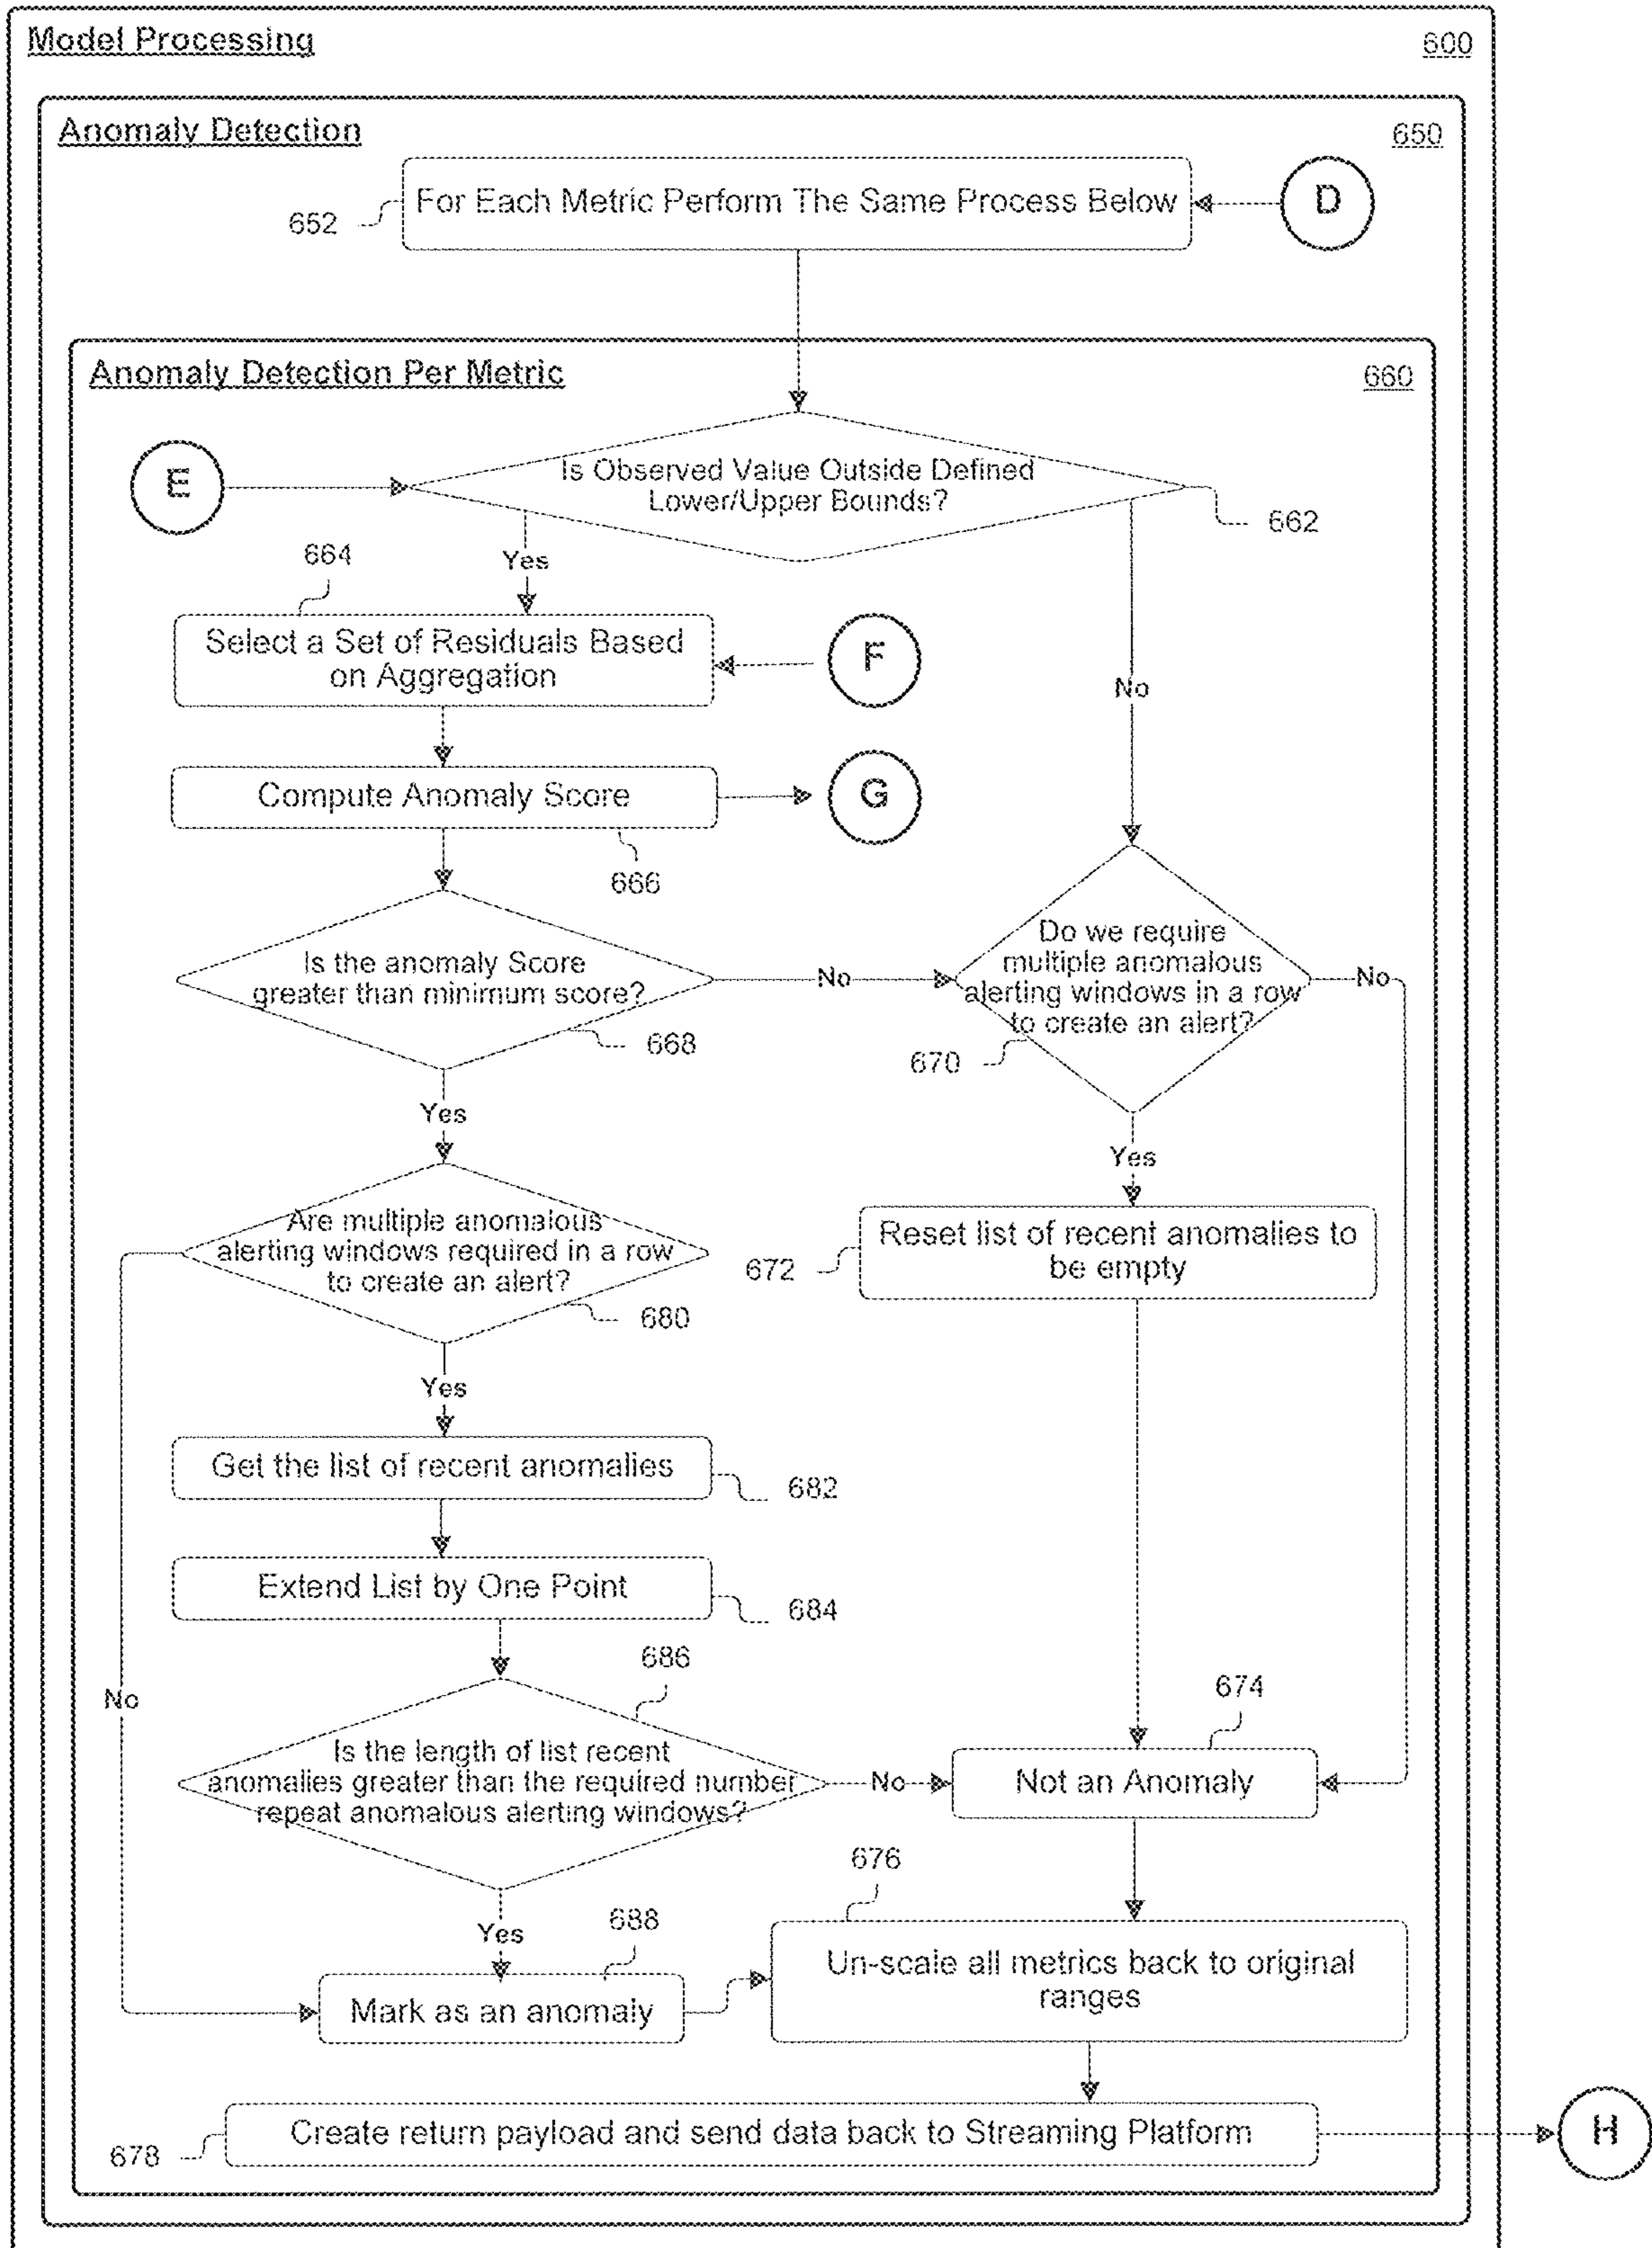 Model Processing
600
Anomaly Detection
650
For Each Metric Perform The Same Process Below
D
652
Anomaly Detection Per Metric
660
E
Is Observed Value Outside Defined
Lower/Upper Bounds?
662
664
Yes
Select a Set of Residuals Based
on Aggregation
F
No
Compute Anomaly Score
G
666
Is the anomaly Score
greater than minimum score?
668
No
Do we require
multiple anomalous
alerting windows in a row
to create an alert?
670
No
Yes
Yes
Are multiple anomalous
alerting windows required in a row
to create an alert?
680
Reset list of recent anomalies to
be empty
672
Yes
Get the list of recent anomalies
682
Extend List by One Point
684
686
674
No
Is the length of list recent
anomalies greater than the required number
repeat anomalous alerting windows?
No
Not an Anomaly
676
Yes
688
Mark as an anomaly
Un-scale all metrics back to original
ranges
Create return payload and send data back to Streaming Platform
678
H